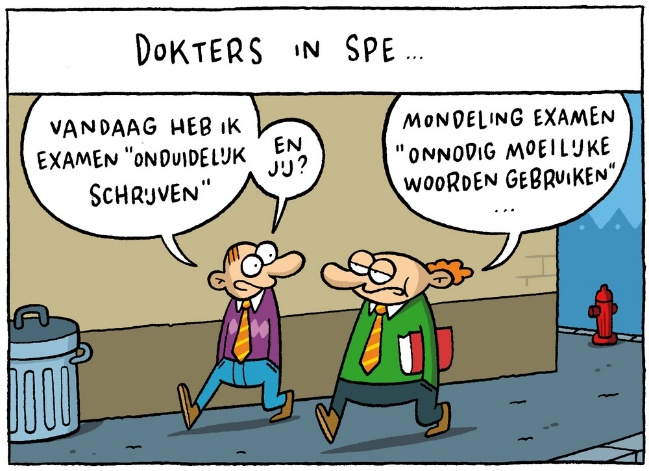 DOKTERS IN SPE...
VANDAAG HEB IK
EXAMEN "ONDUIDELIJK
SCHRIJVEN"
EN
JIJ?
MONDELING EXAMEN
"ONNODIG MOEILIJKE
WOORDEN GEBRUIKEN"
...